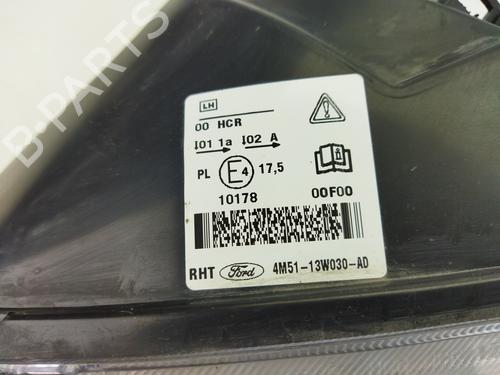 B-PARTS
LH
00 HCR
I01 1a I02 A
PL E4 17,5
10178 00F00
RHT Ford 4M51-13W030-AD